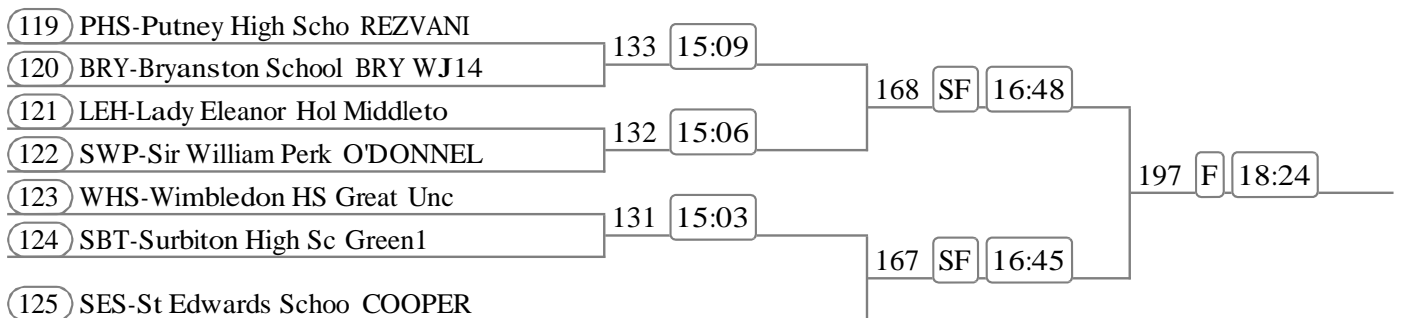 119 PHS-Putney High Scho REZVANI
133 15:09
120 BRY-Bryanston School BRY WJ14
168 SF 16:48
121 LEH-Lady Eleanor Hol Middleto
132 15:06
122 SWP-Sir William Perk O'DONNEL
197 F 18:24
123 WHS-Wimbledon HS Great Unc
131 15:03
124 SBT-Surbiton High Sc Green1
167 SF 16:45
125 SES-St Edwards Schoo COOPER